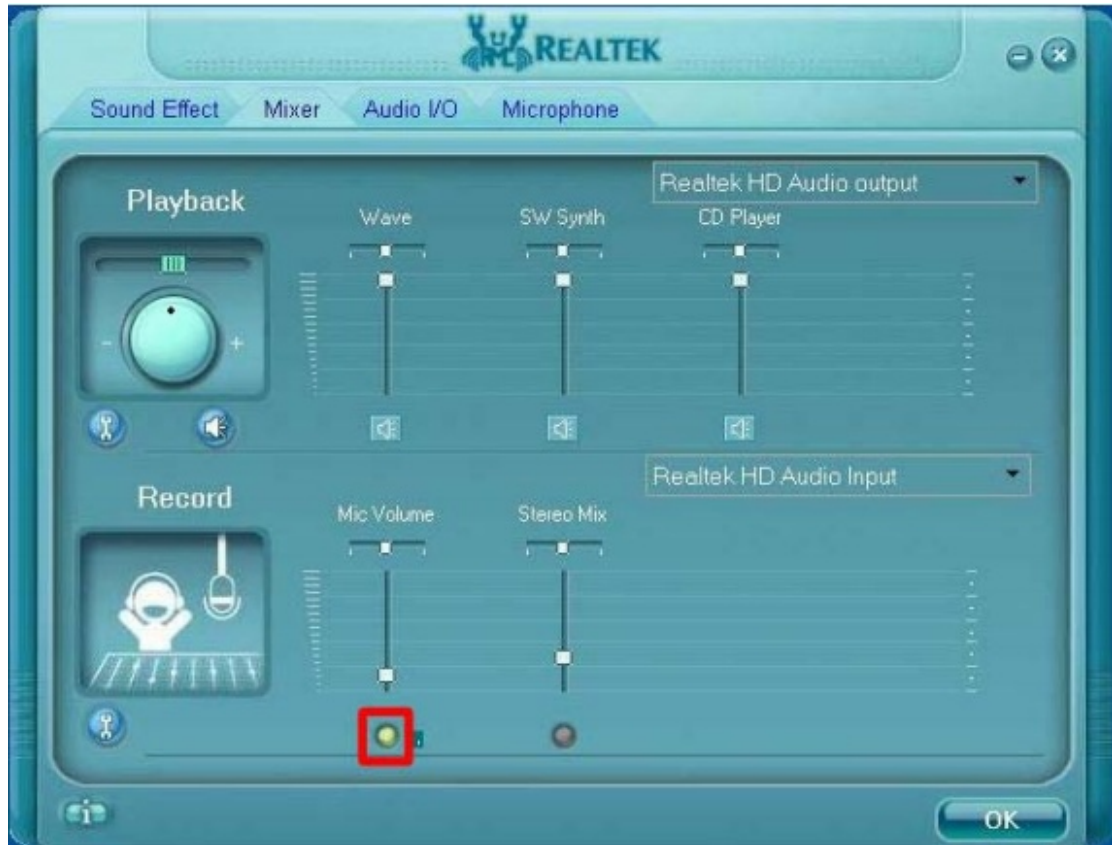 REALTEK
Sound Effect Mixer Audio I/O Microphone
Realtek HD Audio output
Playback
Wave SW Synth CD Player
- +
Realtek HD Audio Input
Record
Mic Volume Stereo Mix
i
OK